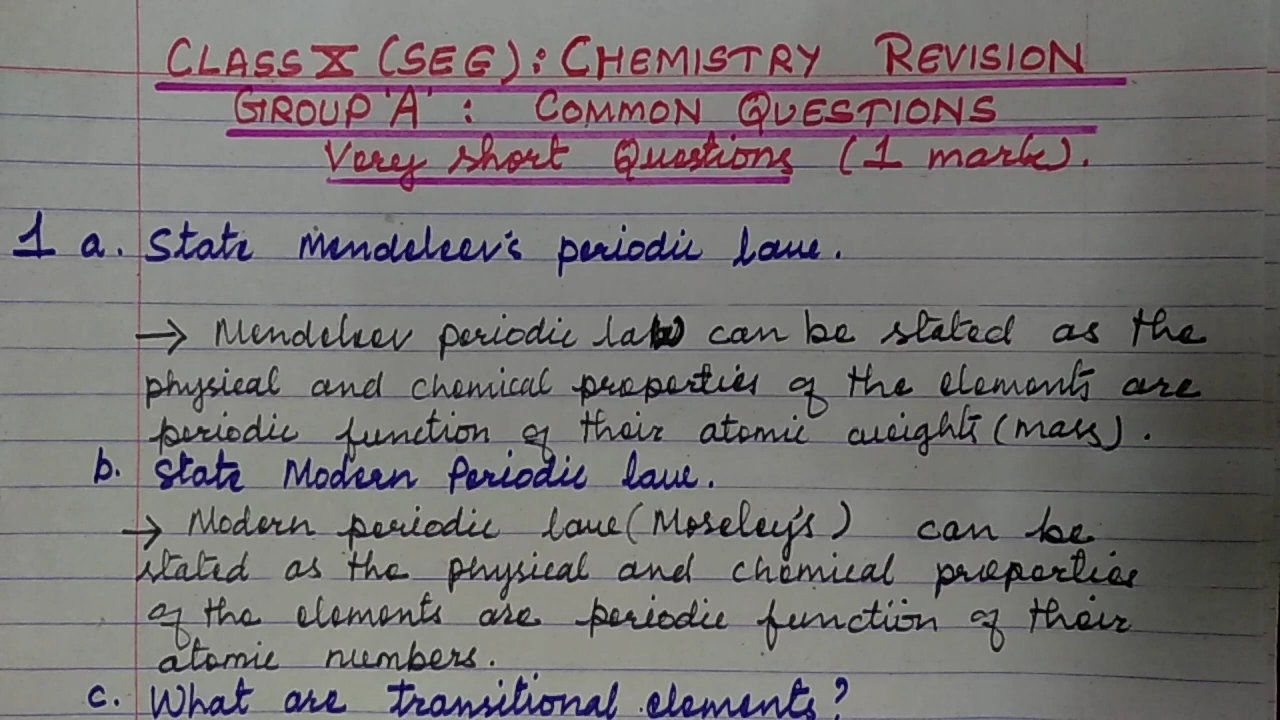 CLASS X (SEE) : CHEMISTRY REVISION
GROUP 'A' : COMMON QUESTIONS
Very short Questions (1 mark).
1 a. State Mendeleev's periodic law.
→ Mendeleev periodic law can be stated as the
physical and chemical properties of the elements are
periodic function of their atomic weights (mass).
b. State Modern Periodic law.
→ Modern periodic law (Moseley's) can be
stated as the physical and chemical properties
of the elements are periodic function of their
atomic numbers.
c. What are transitional elements?